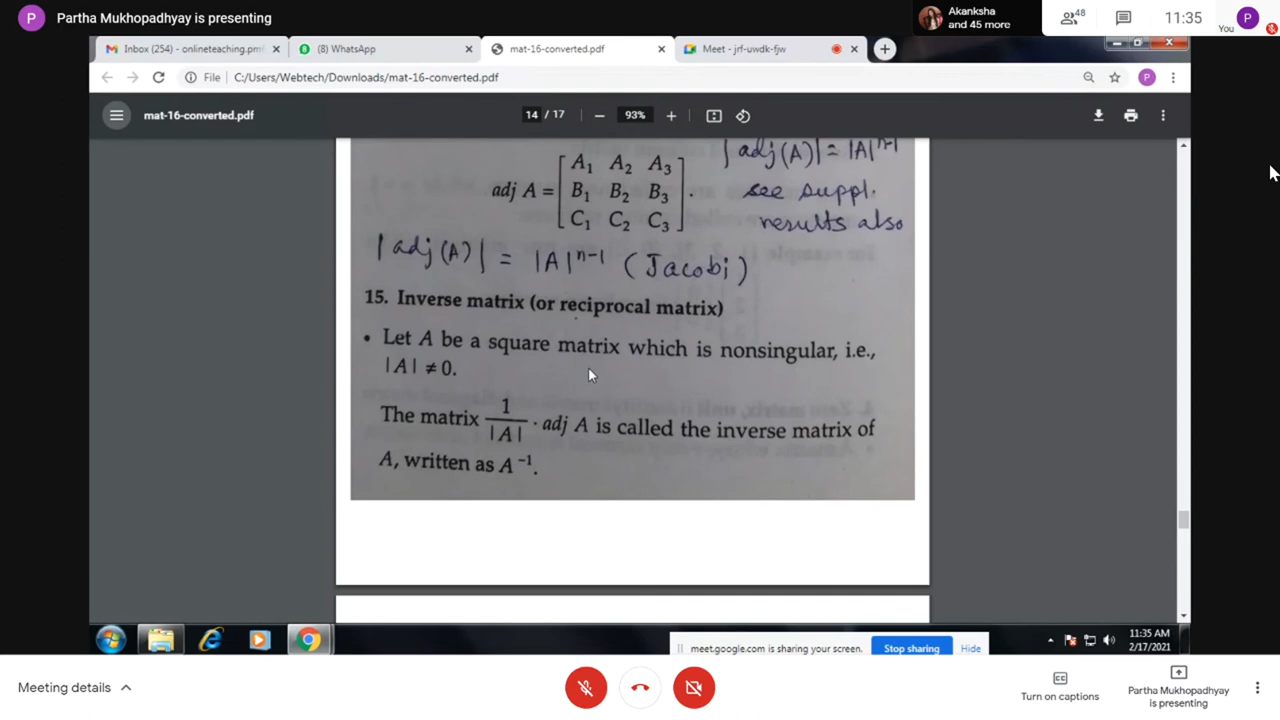 P Partha Mukhopadhyay is presenting
Akanksha
and 45 more
48
11:35
You P
Inbox (254) - onlineteaching.pm
(8) WhatsApp
mat-16-converted.pdf
Meet - jrf-uwdk-fjw
File | C:/Users/Webtech/Downloads/mat-16-converted.pdf
P
mat-16-converted.pdf
14 / 17
93%
|adj(A)| = |A|ⁿ⁻¹
see suppl.
results also
adj A = [ A₁ A₂ A₃
B₁ B₂ B₃
C₁ C₂ C₃ ] .
|adj(A)| = |A|ⁿ⁻¹ (Jacobi)
15. Inverse matrix (or reciprocal matrix)
• Let A be a square matrix which is nonsingular, i.e.,
|A| ≠ 0.
The matrix 1/|A| · adj A is called the inverse matrix of
A, written as A⁻¹.
meet.google.com is sharing your screen.
Stop sharing
Hide
11:35 AM
2/17/2021
Meeting details
Turn on captions
Partha Mukhopadhyay
is presenting